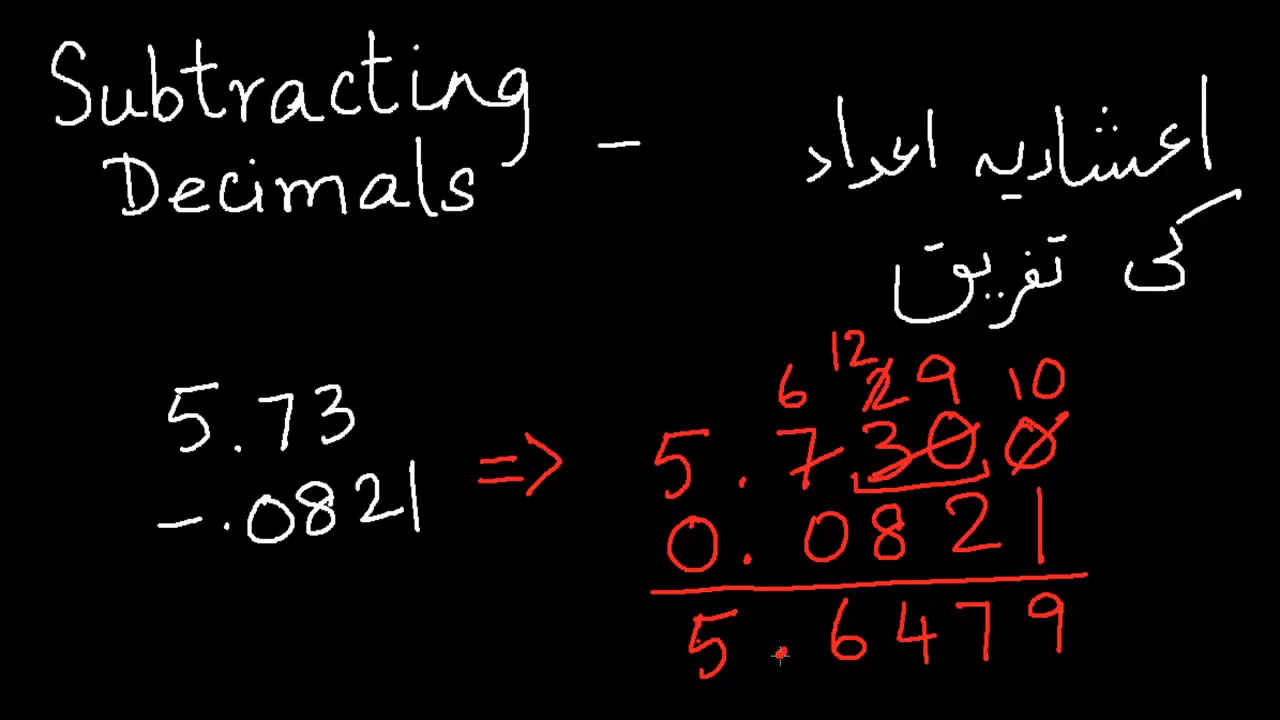 Subtracting
Decimals –
اعشاریہ اعداد
کی تفریق
5.73
- .0821
=>
12
6 2 9 10
5.7300
0.0821
5.6479